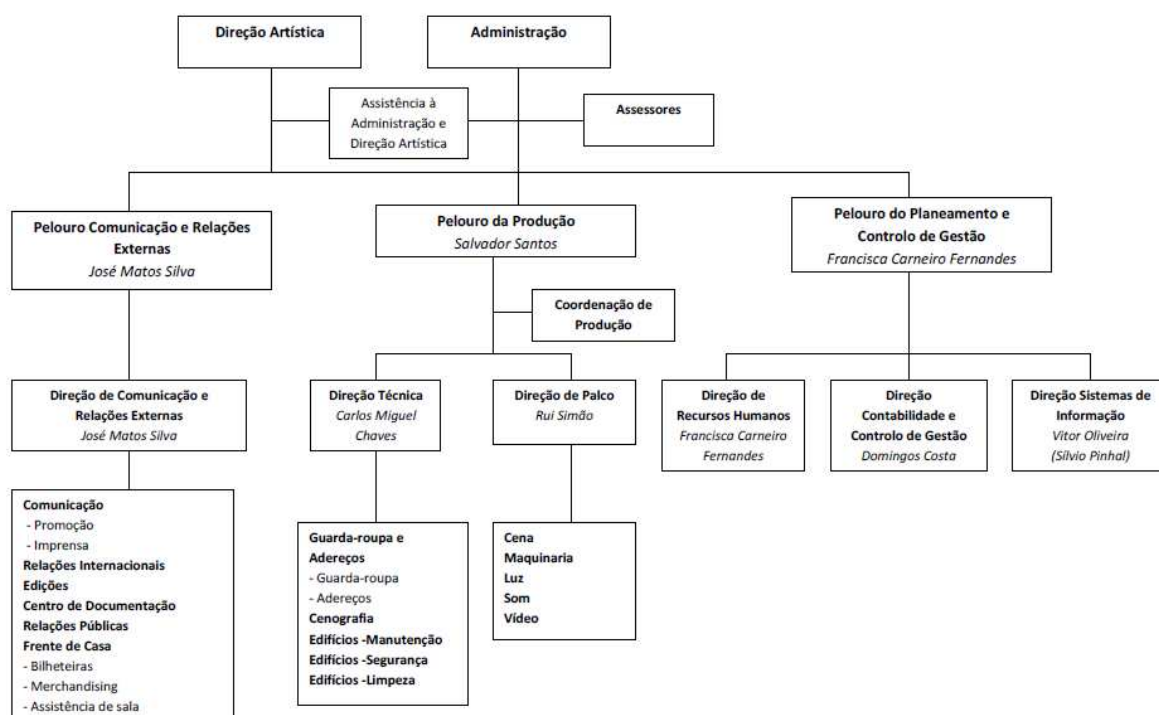 Direção Artística
Administração
Assistência à
Administração e
Direção Artística
Assessores
Pelouro Comunicação e Relações
Externas
José Matos Silva
Pelouro da Produção
Salvador Santos
Pelouro do Planeamento e
Controlo de Gestão
Francisca Carneiro Fernandes
Coordenação de
Produção
Direção de Comunicação e
Relações Externas
José Matos Silva
Direção Técnica
Carlos Miguel
Chaves
Direção de Palco
Rui Simão
Direção de
Recursos Humanos
Francisca Carneiro
Fernandes
Direção
Contabilidade e
Controlo de Gestão
Domingos Costa
Direção Sistemas de
Informação
Vitor Oliveira
(Sílvio Pinhal)
Comunicação
- Promoção
- Imprensa
Relações Internacionais
Edições
Centro de Documentação
Relações Públicas
Frente de Casa
- Bilheteiras
- Merchandising
- Assistência de sala
Guarda-roupa e
Adereços
- Guarda-roupa
- Adereços
Cenografia
Edifícios -Manutenção
Edifícios -Segurança
Edifícios -Limpeza
Cena
Maquinaria
Luz
Som
Vídeo